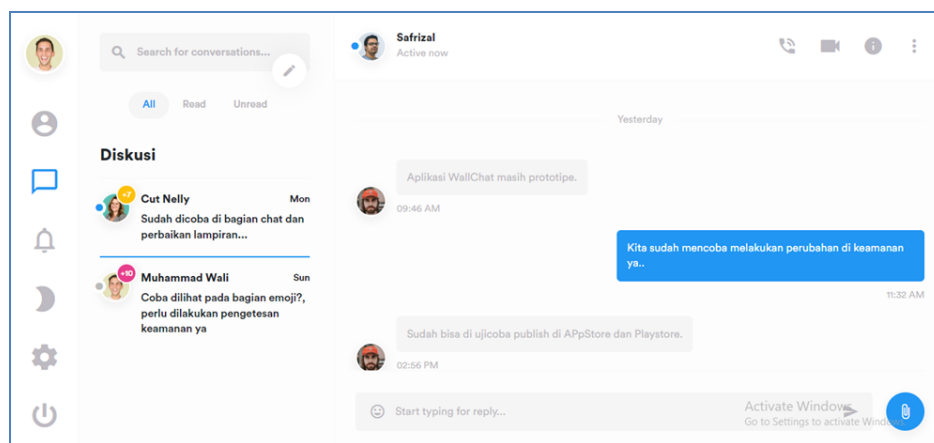 Search for conversations...
All Read Unread
Diskusi
+7
Cut Nelly Mon
Sudah dicoba di bagian chat dan
perbaikan lampiran...
+10
Muhammad Wali Sun
Coba dilihat pada bagian emoji?,
perlu dilakukan pengetesan
keamanan ya
Safrizal
Active now
Yesterday
Aplikasi WallChat masih prototipe.
09:46 AM
Kita sudah mencoba melakukan perubahan di keamanan
ya..
11:32 AM
Sudah bisa di ujicoba publish di APpStore dan Playstore.
02:56 PM
Start typing for reply...
Activate Windows
Go to Settings to activate Windows